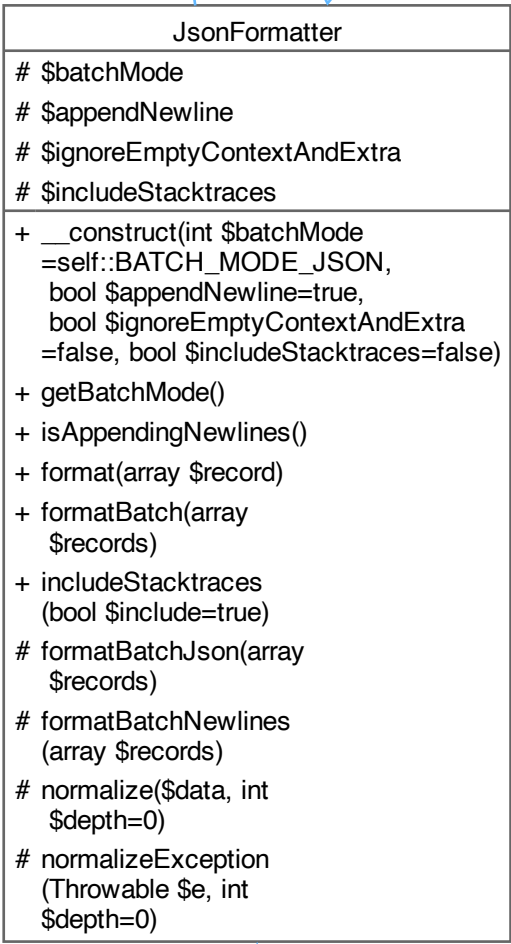 JsonFormatter
# $batchMode
# $appendNewline
# $ignoreEmptyContextAndExtra
# $includeStacktraces
+ __construct(int $batchMode
=self::BATCH_MODE_JSON,
bool $appendNewline=true,
bool $ignoreEmptyContextAndExtra
=false, bool $includeStacktraces=false)
+ getBatchMode()
+ isAppendingNewlines()
+ format(array $record)
+ formatBatch(array
$records)
+ includeStacktraces
(bool $include=true)
# formatBatchJson(array
$records)
# formatBatchNewlines
(array $records)
# normalize($data, int
$depth=0)
# normalizeException
(Throwable $e, int
$depth=0)